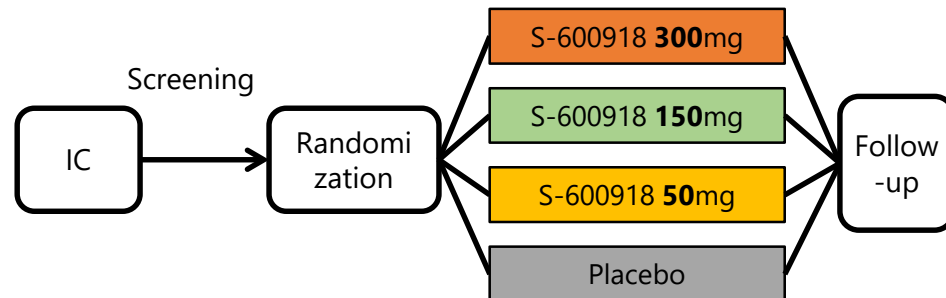 Screening
IC
Randomi
zation
S-600918 300mg
S-600918 150mg
S-600918 50mg
Placebo
Follow
-up